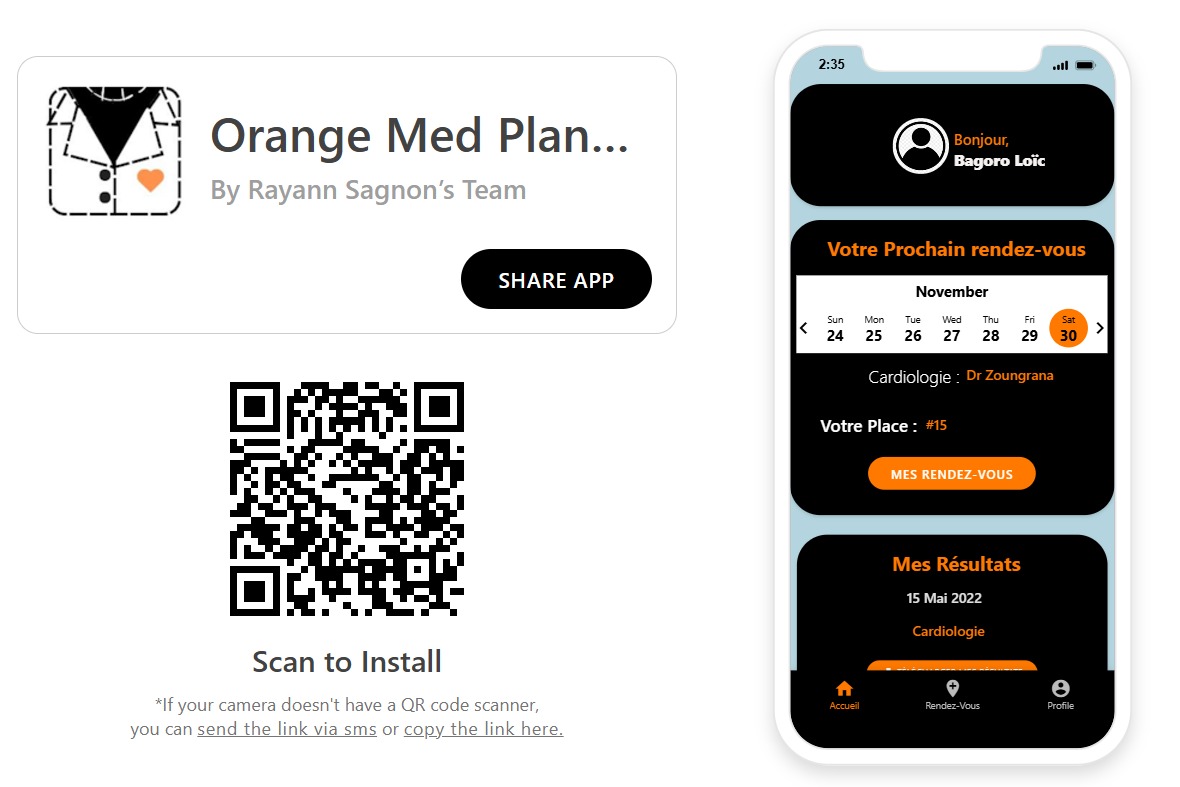 Orange Med Plan...
By Rayann Sagnon’s Team
SHARE APP
Scan to Install
*If your camera doesn't have a QR code scanner,
you can send the link via sms or copy the link here.
2:35
Bonjour,
Bagoro Loïc
Votre Prochain rendez-vous
November
Sun Mon Tue Wed Thu Fri Sat
24 25 26 27 28 29 30
Cardiologie : Dr Zoungrana
Votre Place : #15
MES RENDEZ-VOUS
Mes Résultats
15 Mai 2022
Cardiologie
Accueil Rendez-Vous Profile